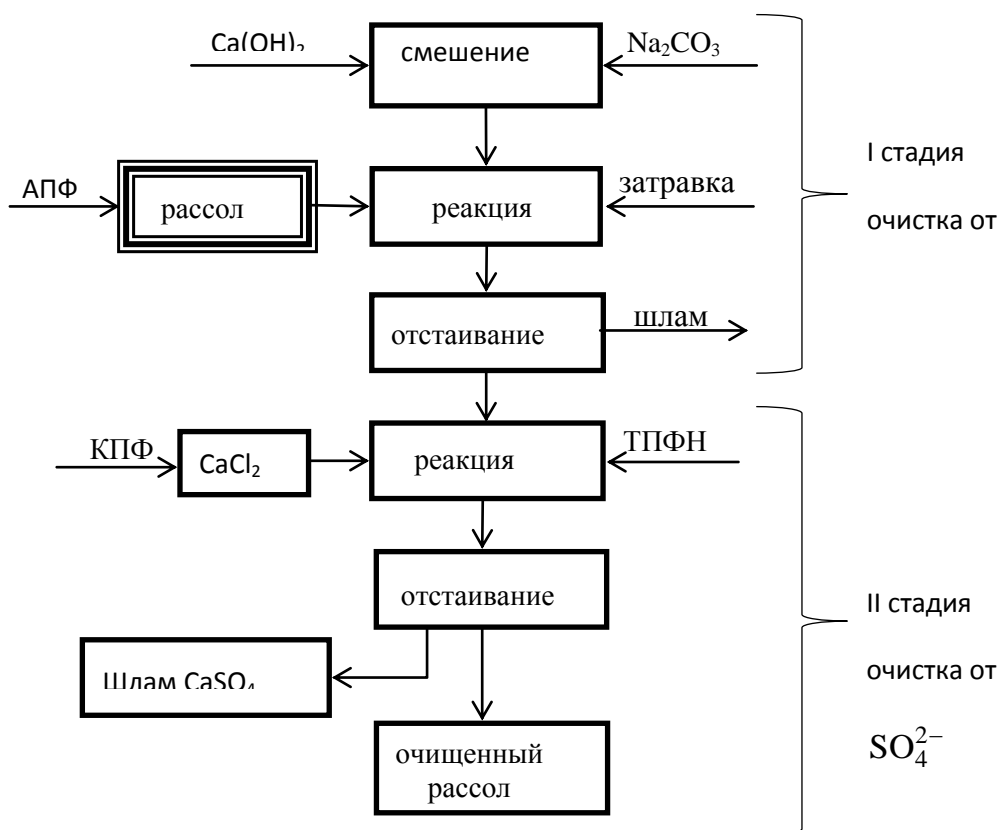 Ca(OH)₂
смешение
Na₂CO₃
I стадия
очистка от
АПФ
рассол
реакция
затравка
отстаивание
шлам
КПФ
CaCl₂
реакция
ТПФН
отстаивание
II стадия
очистка от
SO₄²⁻
Шлам CaSO₄
очищенный
рассол